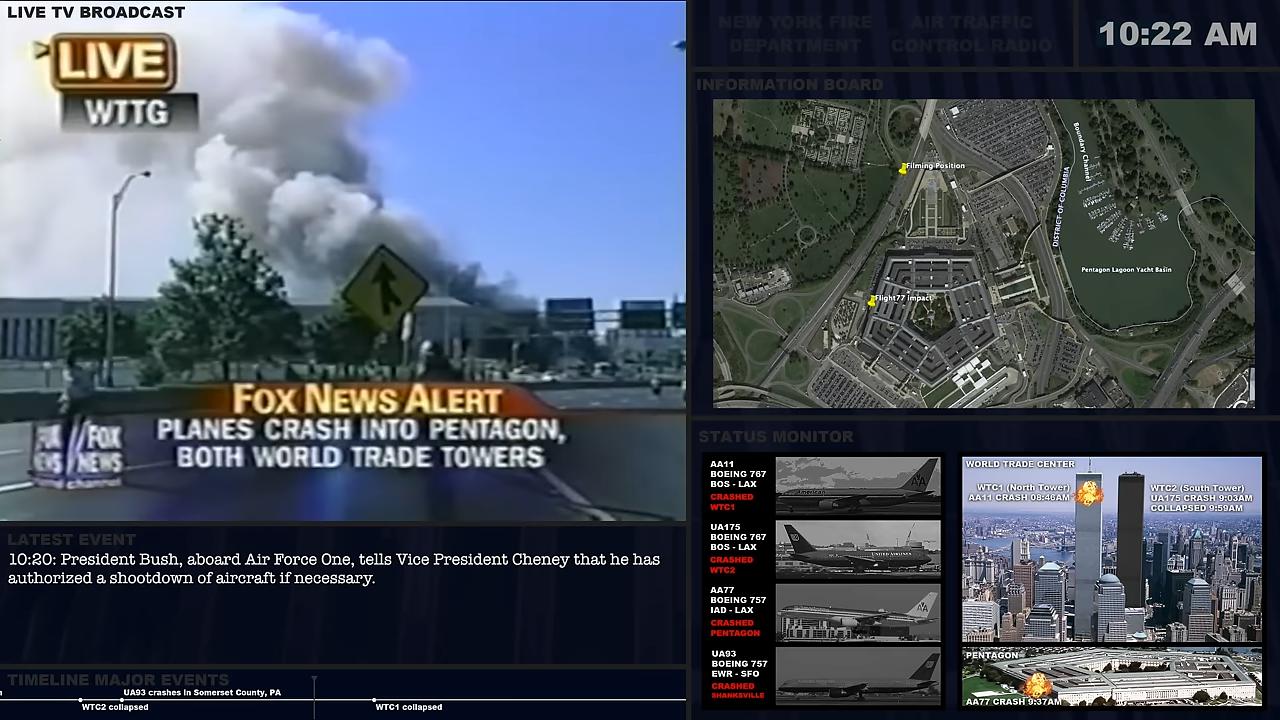 LIVE TV BROADCAST
LIVE
WTTG
FOX NEWS ALERT
PLANES CRASH INTO PENTAGON,
BOTH WORLD TRADE TOWERS
FOX
NEWS
LATEST EVENT
10:20: President Bush, aboard Air Force One, tells Vice President Cheney that he has
authorized a shootdown of aircraft if necessary.
TIMELINE MAJOR EVENTS
UA93 crashes in Somerset County, PA
collapsed
WTC1 collapsed
NEW YORK FIRE
DEPARTMENT
AIR TRAFFIC
CONTROL RADIO
10:22 AM
INFORMATION BOARD
Filming Position
Boundary Channel
DISTRICT OF COLUMBIA
Pentagon Lagoon Yacht Basin
Flight77 impact
STATUS MONITOR
AA11
BOEING 767
BOS - LAX
CRASHED
WTC1
UA175
BOEING 767
BOS - LAX
CRASHED
WTC2
AA77
BOEING 757
IAD - LAX
CRASHED
PENTAGON
UA93
BOEING 757
EWR - SFO
CRASHED
SHANKSVILLE
WORLD TRADE CENTER
WTC1 (North Tower)
AA11 CRASH 08:46AM
WTC2 (South Tower)
UA175 CRASH 9:03AM
COLLAPSED 9:59AM
PENTAGON
AA77 CRASH 9:37AM